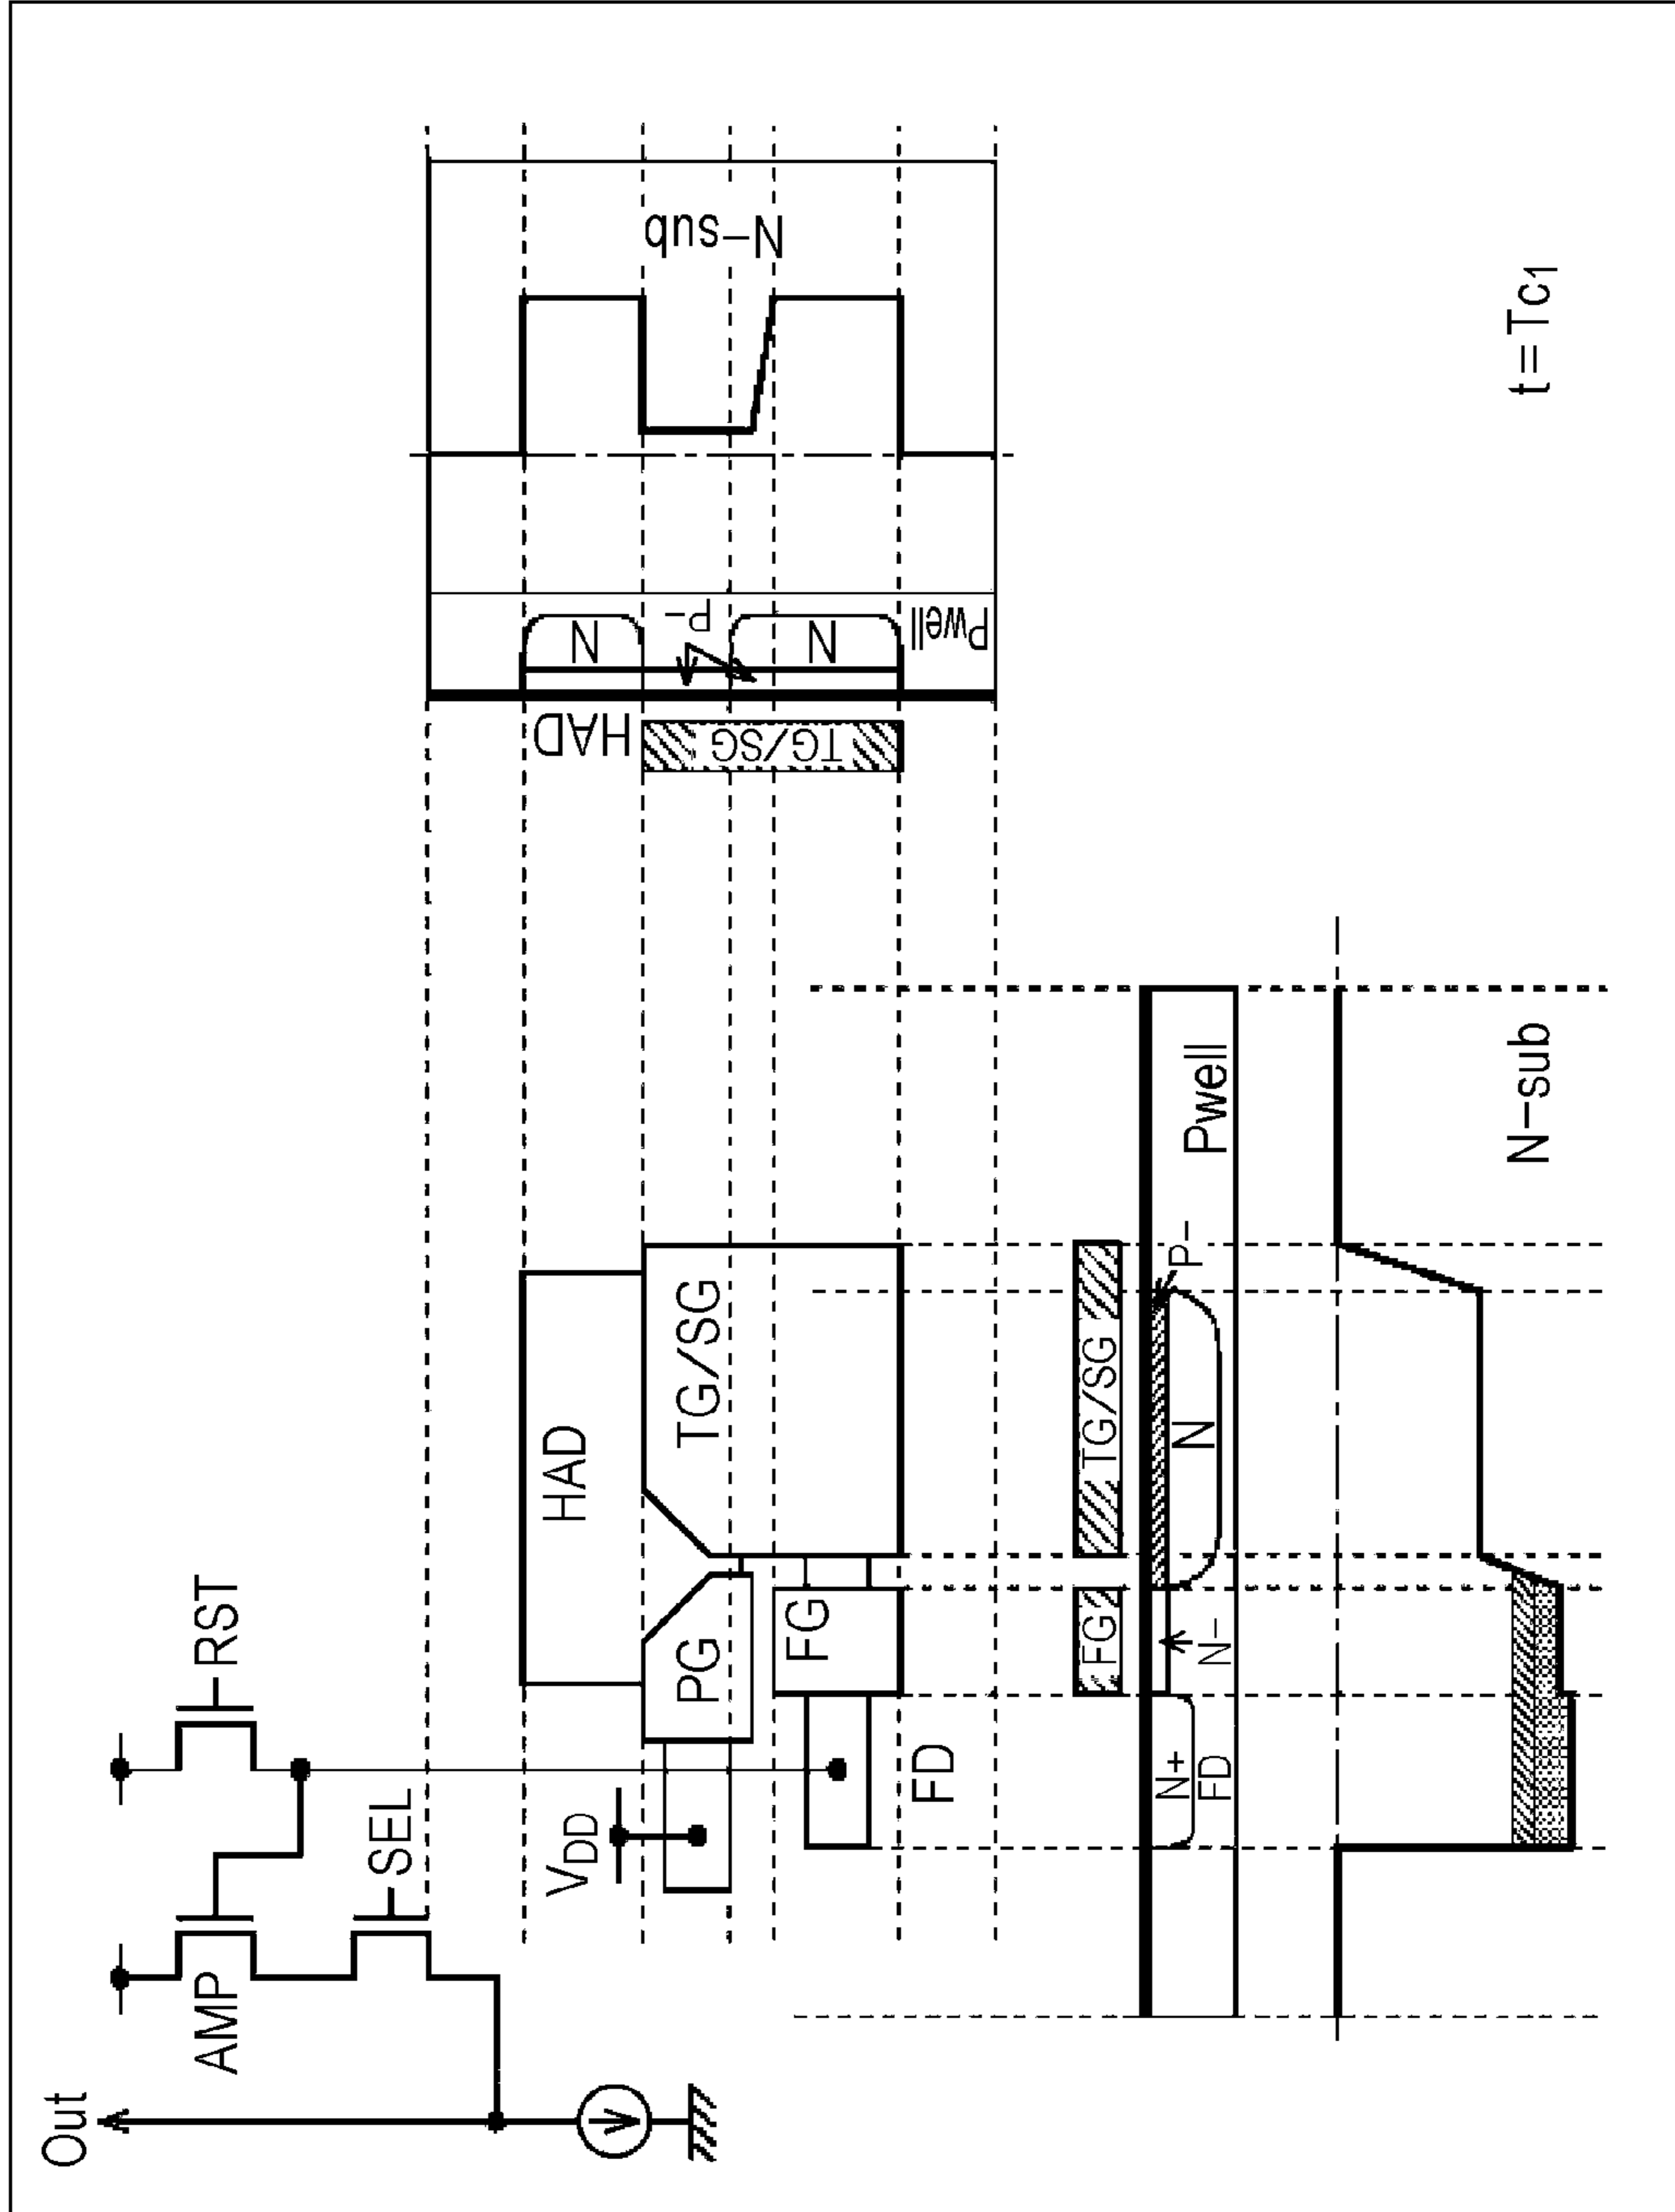 Out
AMP
RST
SEL
VDD
HAD
PG
TG/SG
FG
FD
HAD
TG/SG
N
P-
N
Pwell
N-sub
FG
TG/SG
N+
FD
N-
N
P-
Pwell
N-sub
t=Tc1